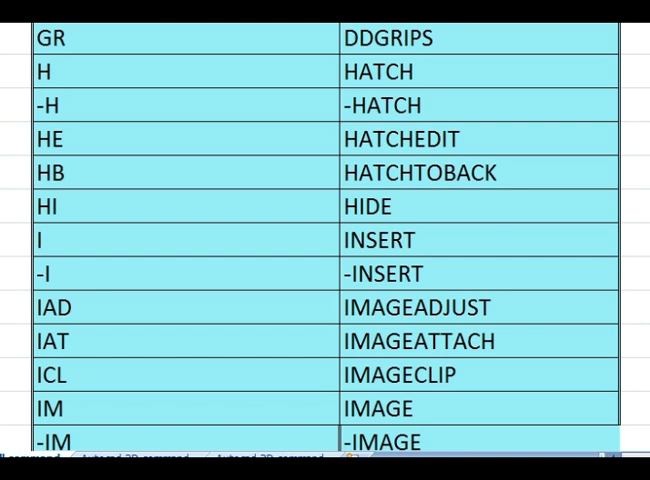 GR DDGRIPS
H HATCH
-H -HATCH
HE HATCHEDIT
HB HATCHTOBACK
HI HIDE
I INSERT
-I -INSERT
IAD IMAGEADJUST
IAT IMAGEATTACH
ICL IMAGECLIP
IM IMAGE
-IM -IMAGE